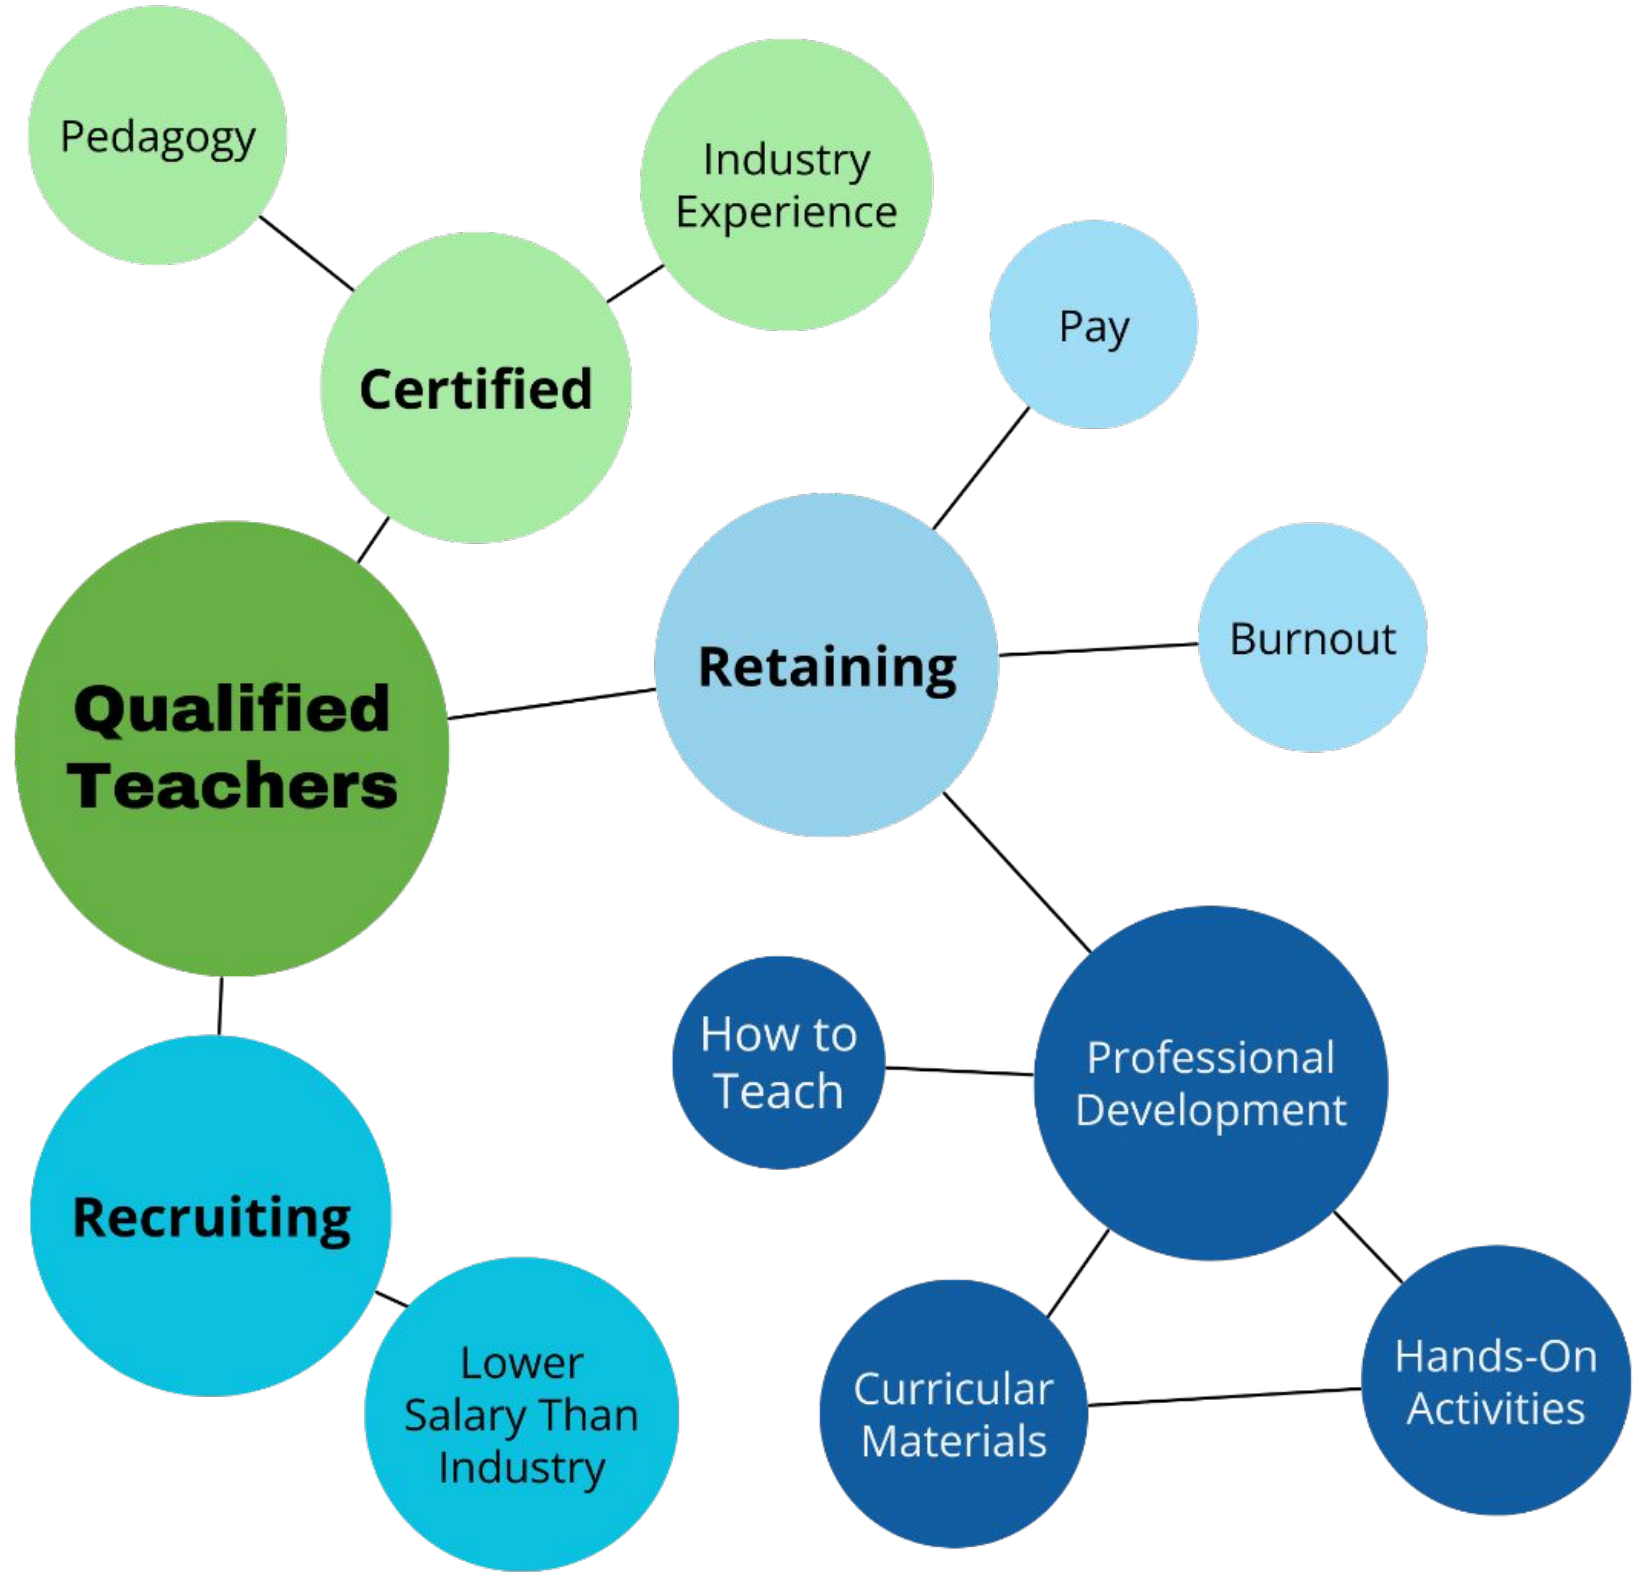 Pedagogy
Industry
Experience
Pay
Certified
Retaining
Burnout
Qualified
Teachers
How to
Teach
Professional
Development
Recruiting
Lower
Salary Than
Industry
Curricular
Materials
Hands-On
Activities